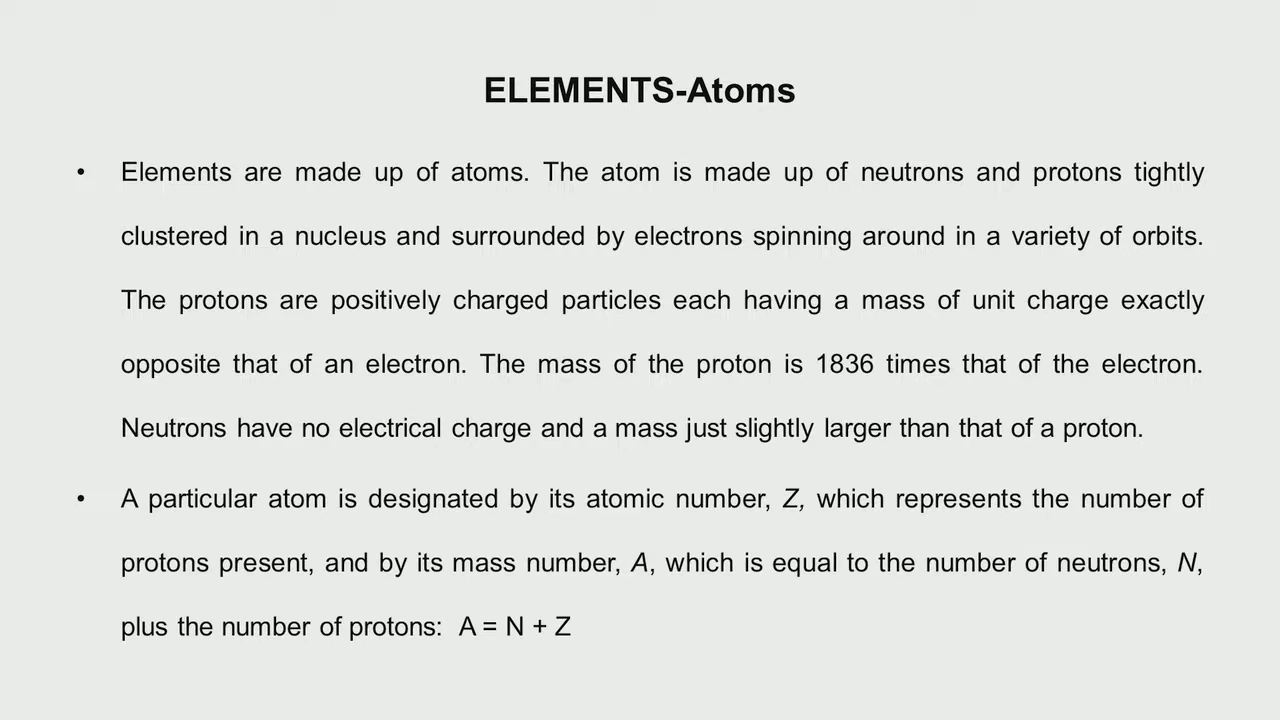 ELEMENTS-Atoms
• Elements are made up of atoms. The atom is made up of neutrons and protons tightly
clustered in a nucleus and surrounded by electrons spinning around in a variety of orbits.
The protons are positively charged particles each having a mass of unit charge exactly
opposite that of an electron. The mass of the proton is 1836 times that of the electron.
Neutrons have no electrical charge and a mass just slightly larger than that of a proton.
• A particular atom is designated by its atomic number, Z, which represents the number of
protons present, and by its mass number, A, which is equal to the number of neutrons, N,
plus the number of protons: A = N + Z